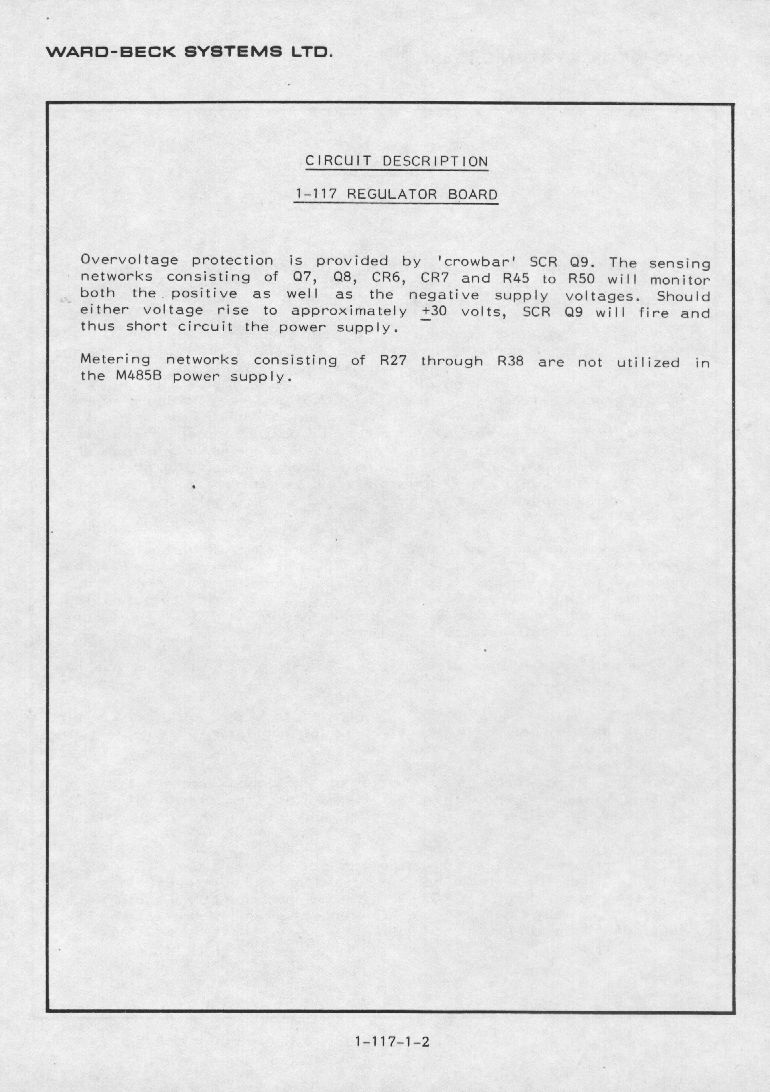 WARD-BECK SYSTEMS LTD.
CIRCUIT DESCRIPTION
1-117 REGULATOR BOARD
Overvoltage protection is provided by 'crowbar' SCR Q9. The sensing
networks consisting of Q7, Q8, CR6, CR7 and R45 to R50 will monitor
both the positive as well as the negative supply voltages. Should
either voltage rise to approximately ±30 volts, SCR Q9 will fire and
thus short circuit the power supply.
Metering networks consisting of R27 through R38 are not utilized in
the M485B power supply.
1-117-1-2